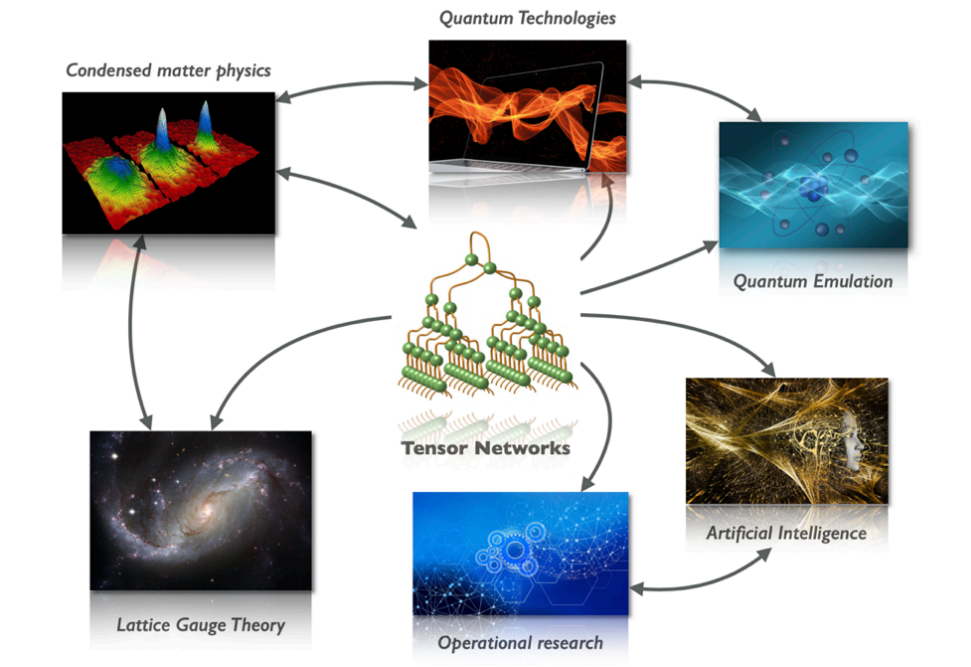 Quantum Technologies
Condensed matter physics
Quantum Emulation
Tensor Networks
Artificial Intelligence
Lattice Gauge Theory
Operational research